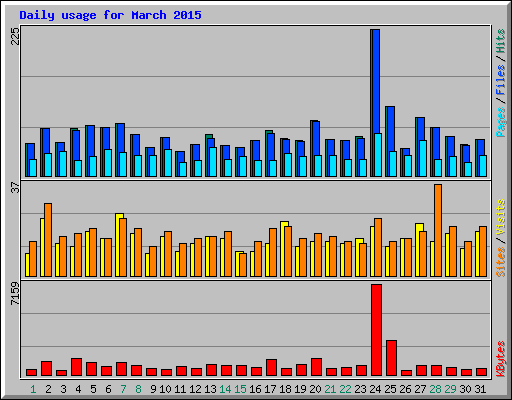 Daily usage for March 2015
225
Pages / Files / Hits
37
Sites / Visits
7159
KBytes
1 2 3 4 5 6 7 8 9 10 11 12 13 14 15 16 17 18 19 20 21 22 23 24 25 26 27 28 29 30 31